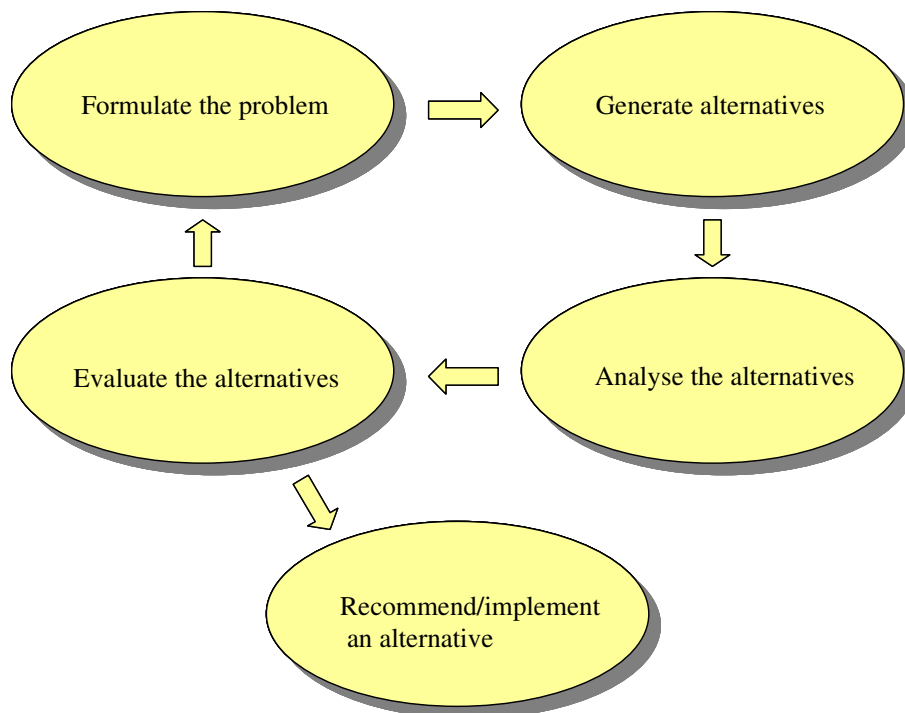 Formulate the problem
Generate alternatives
Evaluate the alternatives
Analyse the alternatives
Recommend/implement
an alternative